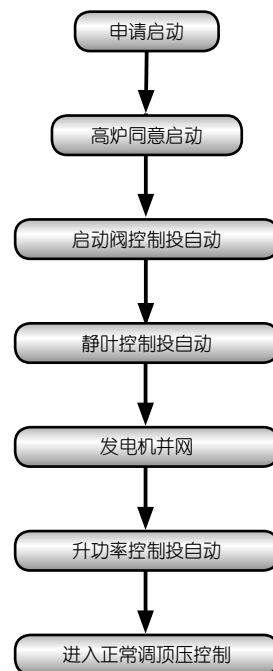 申请启动
高炉同意启动
启动阀控制投自动
静叶控制投自动
发电机并网
升功率控制投自动
进入正常调顶压控制